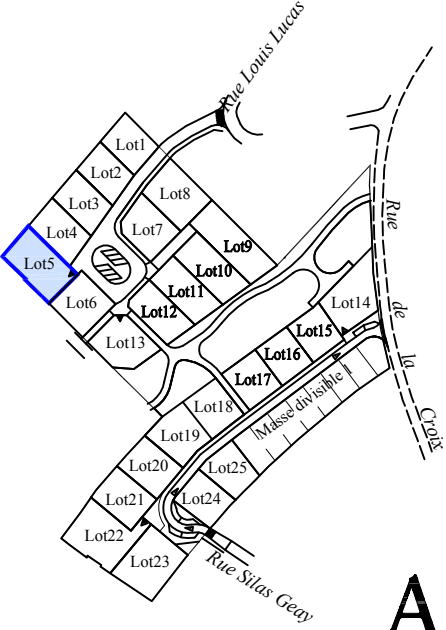 Rue Louis Lucas
Lot1
Lot2
Lot3
Lot8
Lot4
Lot7
Rue
Lot5
Lot9
Lot10
Lot6
Lot11
Lot12
Lot14
de
Lot13
Lot15
Lot16
la
Lot17
Masse divisible 1
Lot18
Croix
Lot19
Lot20
Lot25
Lot21
Lot24
Lot22
Lot23
Rue Silas Geay
A